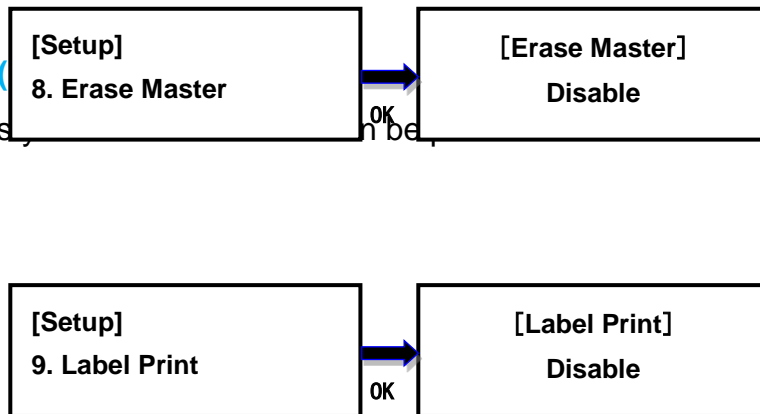 [Setup]
8. Erase Master
OK
[Erase Master]
Disable
[Setup]
9. Label Print
OK
[Label Print]
Disable